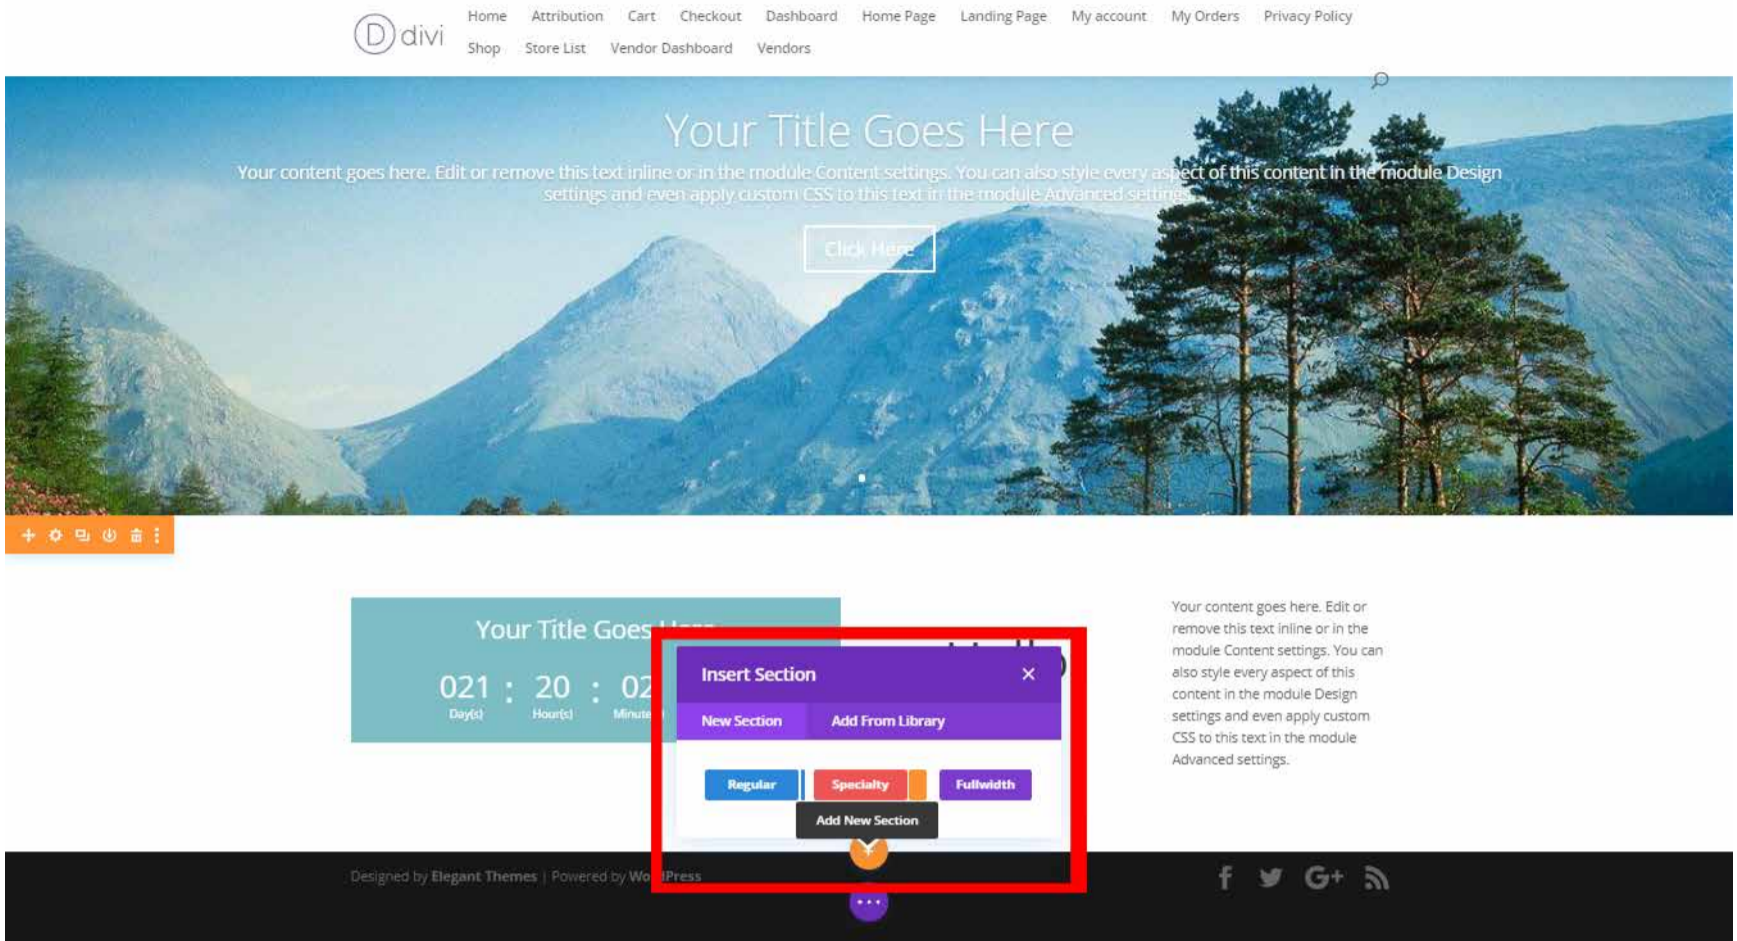 divi
Home Attribution Cart Checkout Dashboard Home Page Landing Page My account My Orders Privacy Policy
Shop Store List Vendor Dashboard Vendors
Your Title Goes Here
Your content goes here. Edit or remove this text inline or in the module Content settings. You can also style every aspect of this content in the module Design
settings and even apply custom CSS to this text in the module Advanced settings.
Click Here
Your Title Goes Here
021 : 20 : 02
Day(s) Hour(s) Minute(s)
Insert Section
New Section Add From Library
Regular Specialty Fullwidth
Add New Section
Your content goes here. Edit or
remove this text inline or in the
module Content settings. You can
also style every aspect of this
content in the module Design
settings and even apply custom
CSS to this text in the module
Advanced settings.
Designed by Elegant Themes | Powered by WordPress